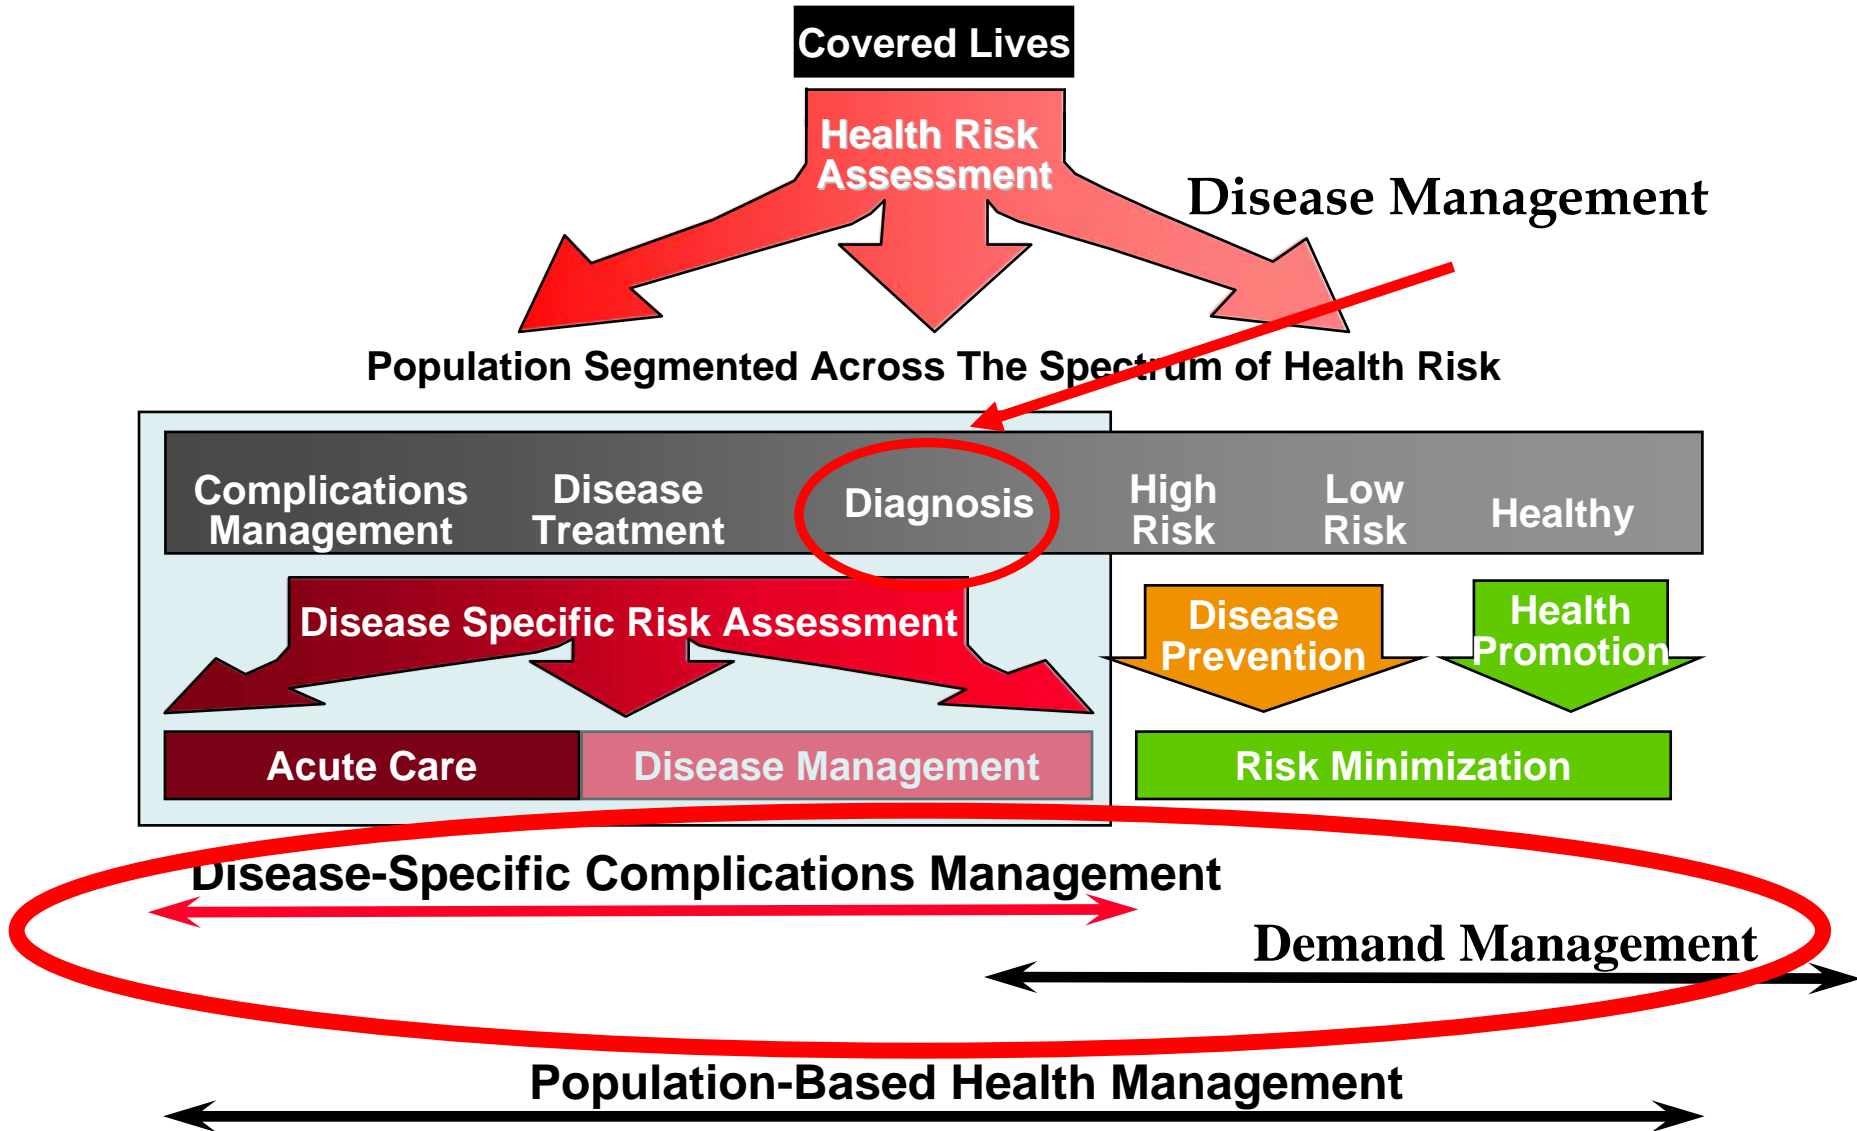 Covered Lives
Health Risk
Assessment
Disease Management
Population Segmented Across The Spectrum of Health Risk
Complications
Management
Disease
Treatment
Diagnosis
High
Risk
Low
Risk
Healthy
Disease Specific Risk Assessment
Disease
Prevention
Health
Promotion
Acute Care
Disease Management
Risk Minimization
Disease-Specific Complications Management
Demand Management
Population-Based Health Management